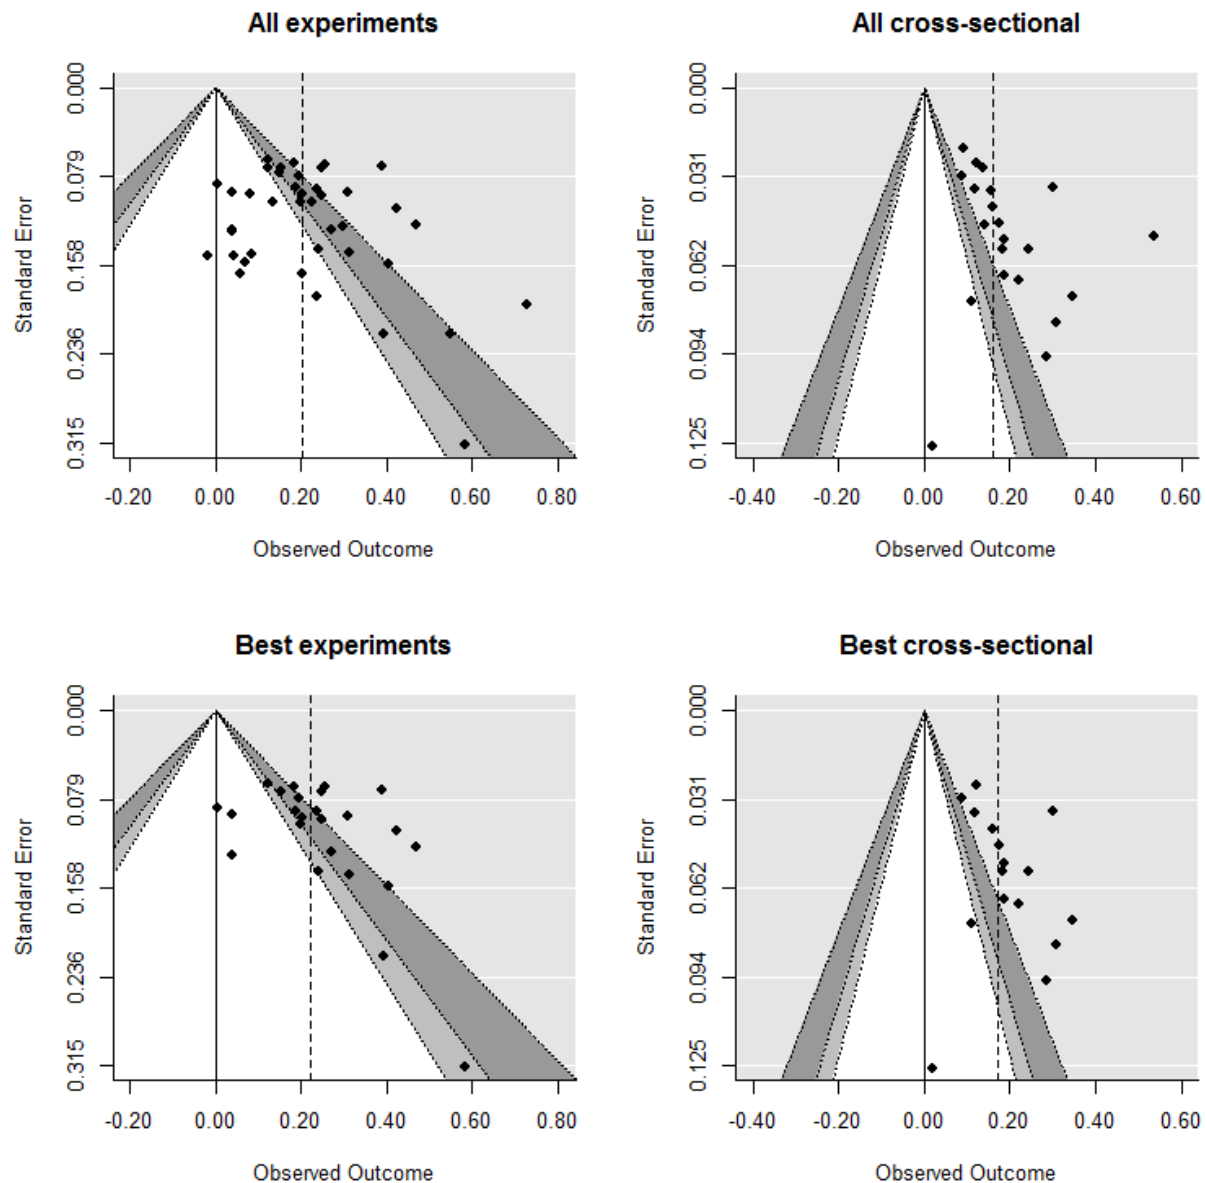 All experiments
0.000
0.079
0.158
0.236
0.315
Standard Error
-0.20 0.00 0.20 0.40 0.60 0.80
Observed Outcome
All cross-sectional
0.000
0.031
0.062
0.094
0.125
Standard Error
-0.40 -0.20 0.00 0.20 0.40 0.60
Observed Outcome
Best experiments
0.000
0.079
0.158
0.236
0.315
Standard Error
-0.20 0.00 0.20 0.40 0.60 0.80
Observed Outcome
Best cross-sectional
0.000
0.031
0.062
0.094
0.125
Standard Error
-0.40 -0.20 0.00 0.20 0.40 0.60
Observed Outcome